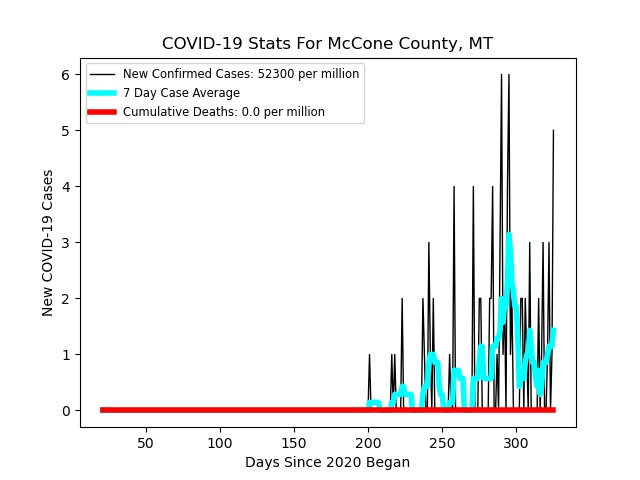 COVID-19 Stats For McCone County, MT
New Confirmed Cases: 52300 per million
7 Day Case Average
Cumulative Deaths: 0.0 per million
New COVID-19 Cases
6
5
4
3
2
1
0
50 100 150 200 250 300
Days Since 2020 Began